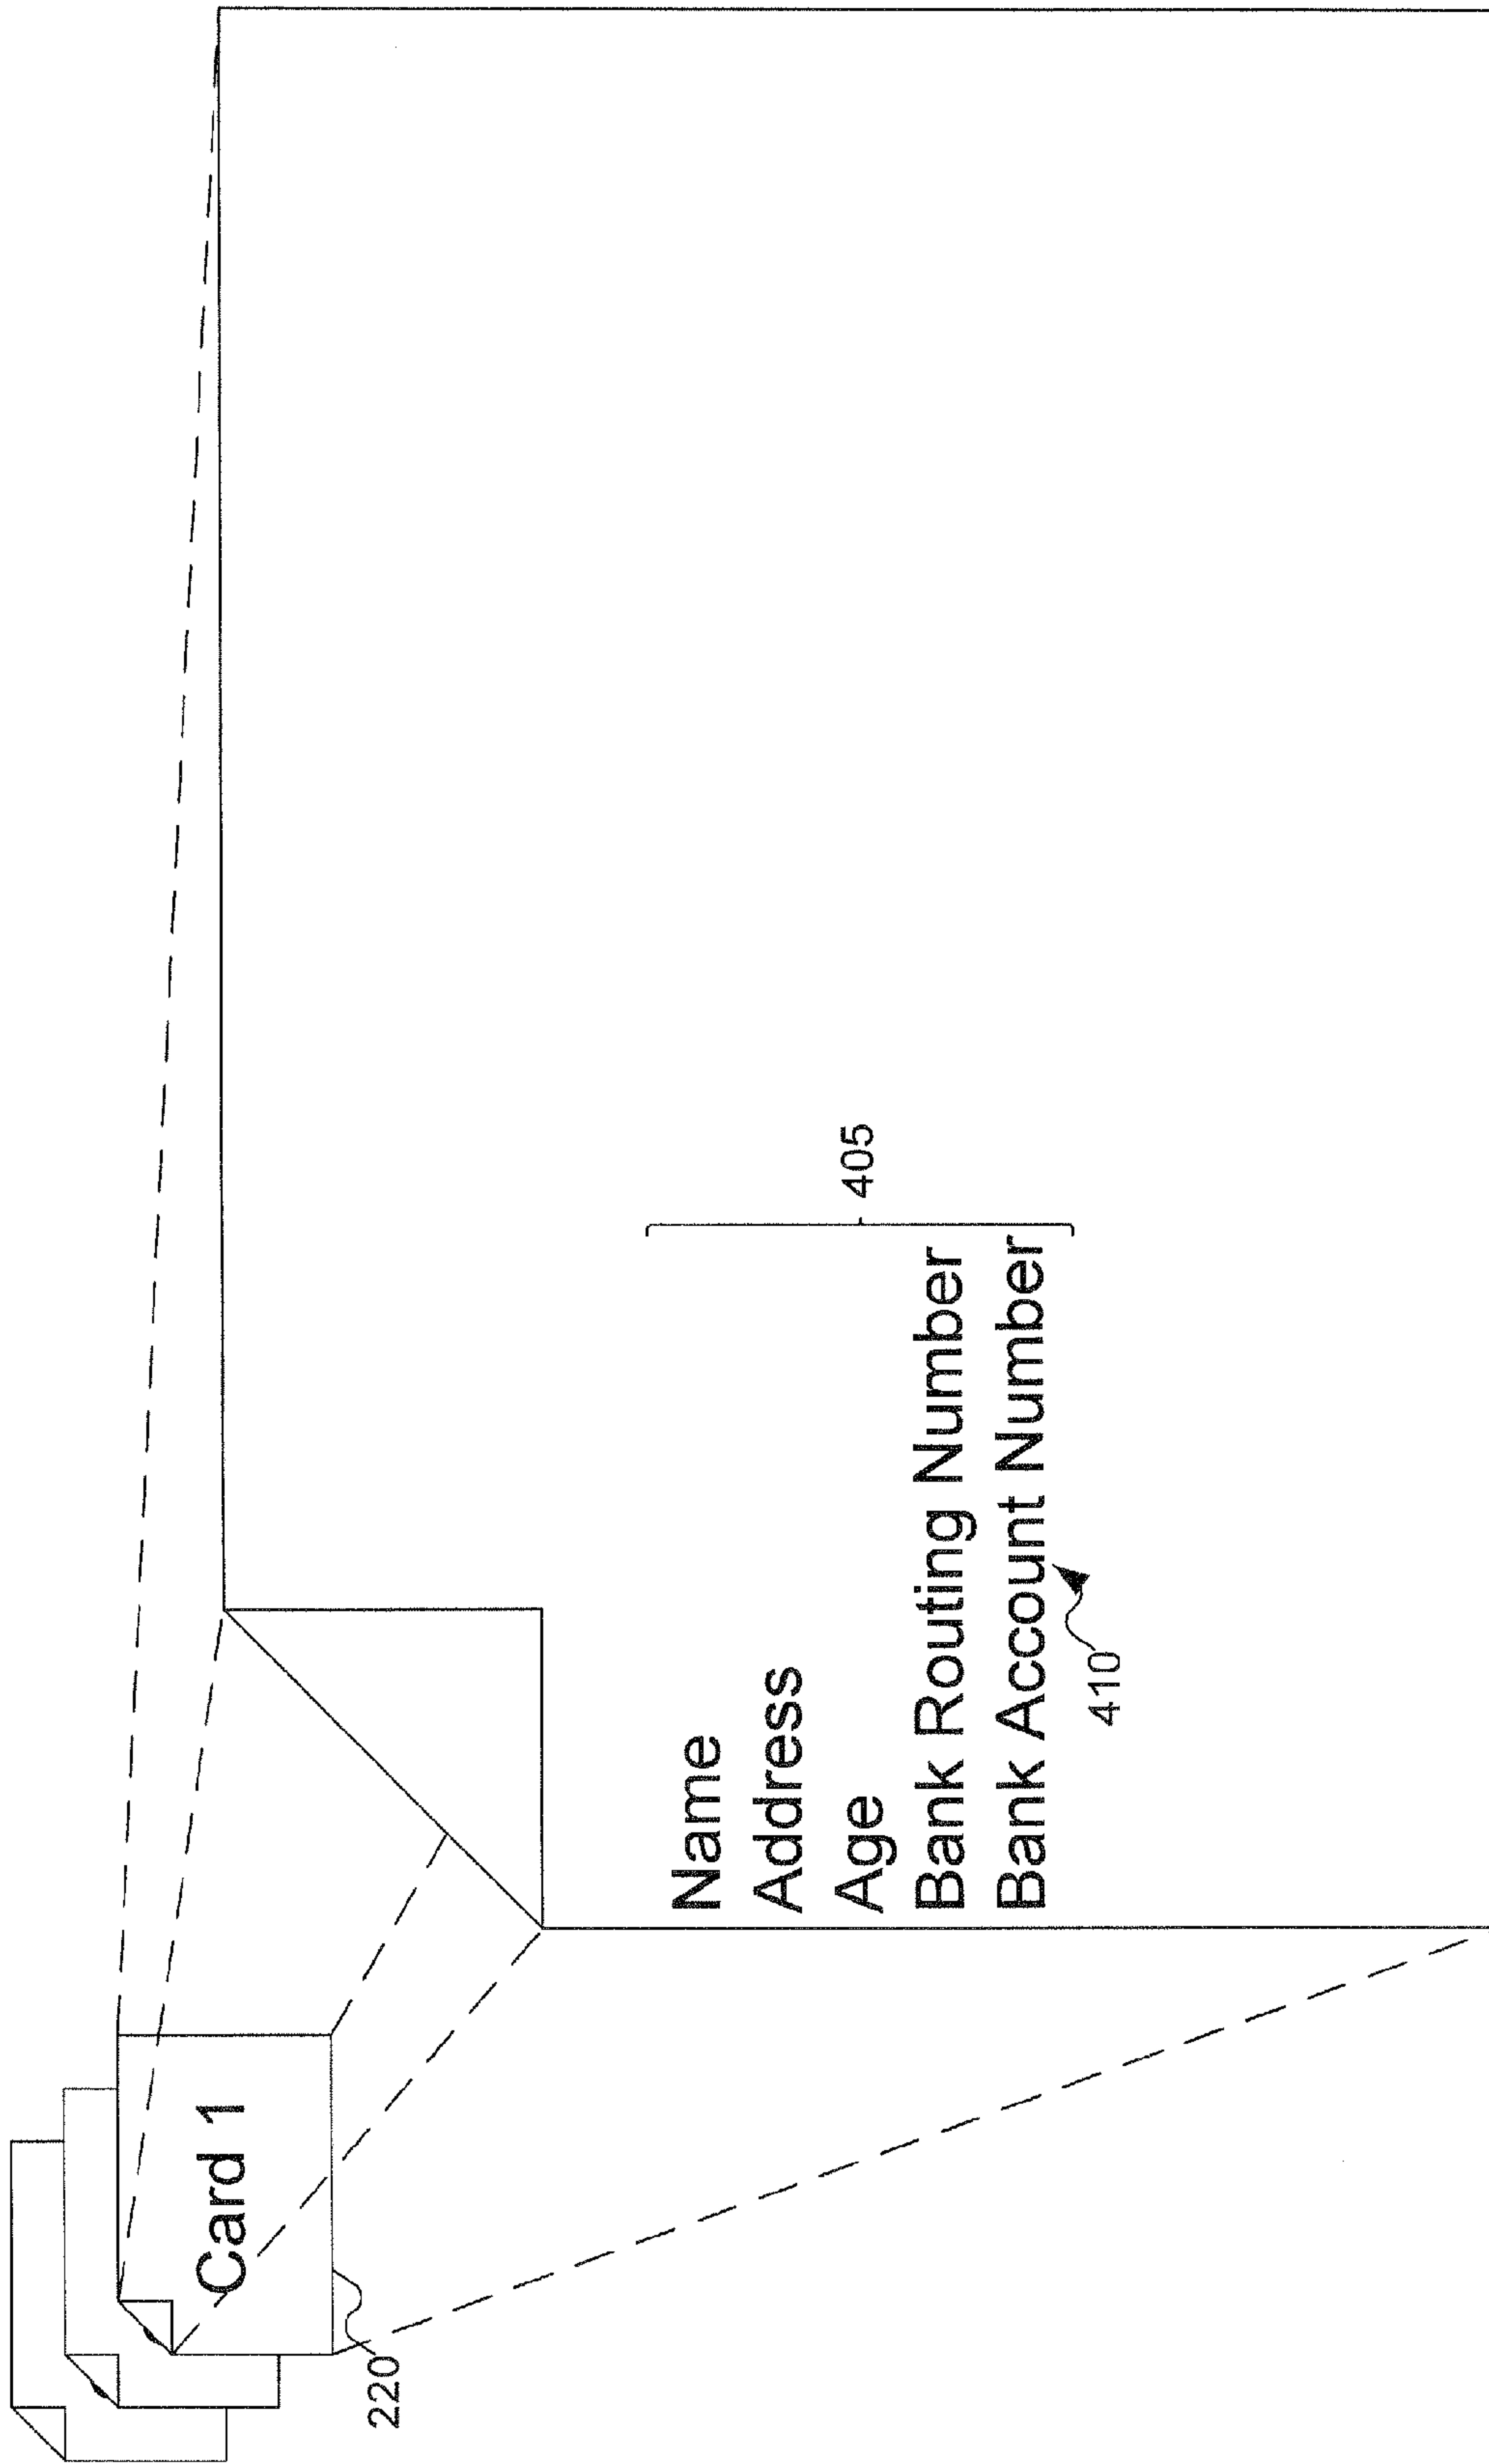 Card 1
220
Name
Address
Age
Bank Routing Number
Bank Account Number
405
410